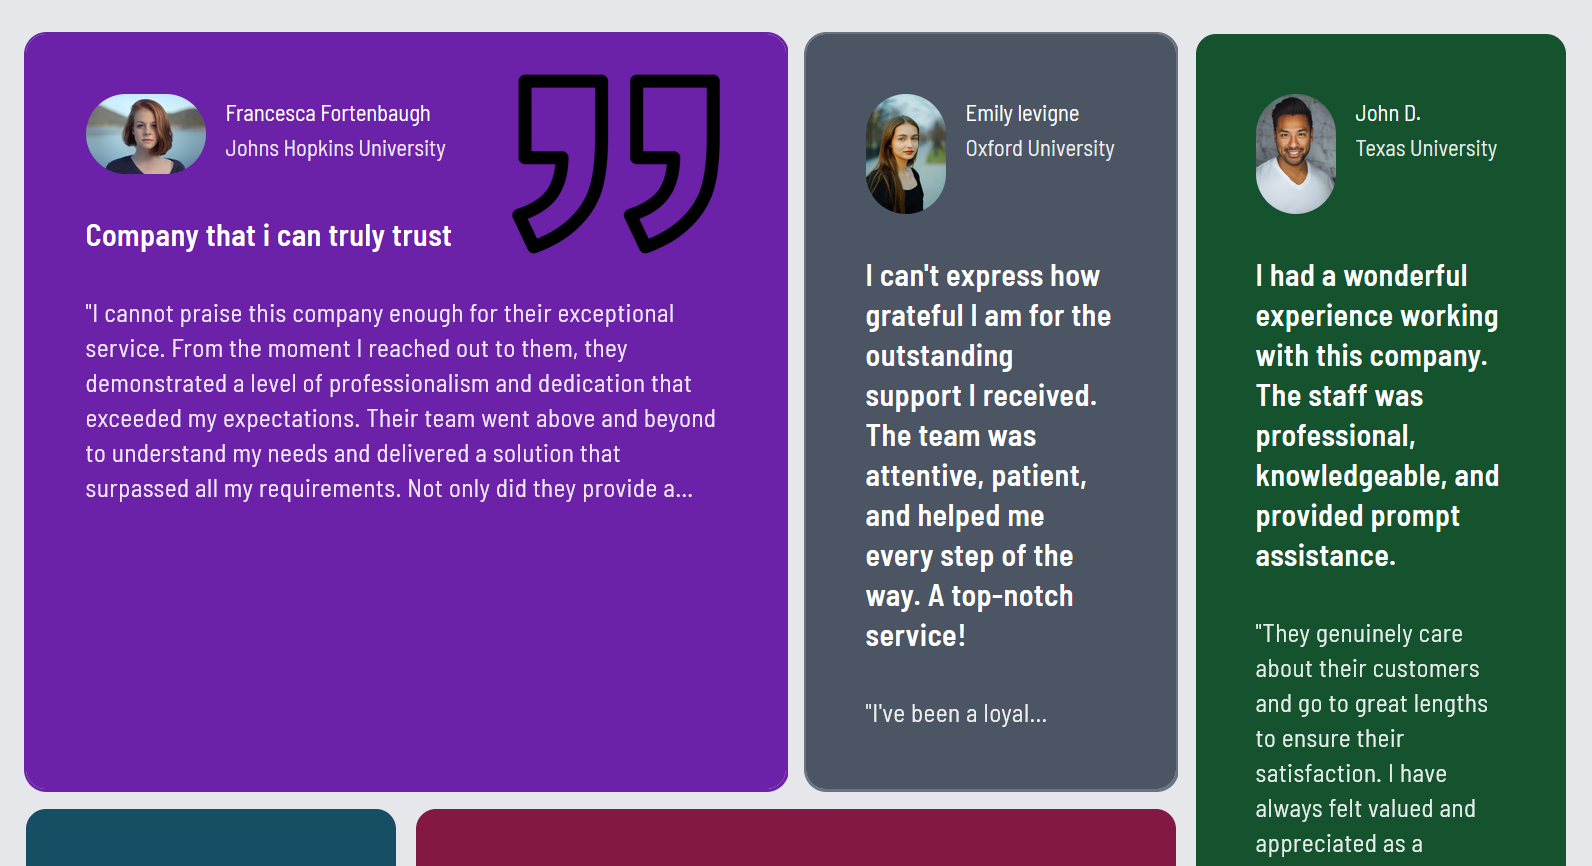 Francesca Fortenbaugh
Johns Hopkins University
Company that i can truly trust
"I cannot praise this company enough for their exceptional
service. From the moment I reached out to them, they
demonstrated a level of professionalism and dedication that
exceeded my expectations. Their team went above and beyond
to understand my needs and delivered a solution that
surpassed all my requirements. Not only did they provide a...
Emily levigne
Oxford University
I can't express how
grateful I am for the
outstanding
support I received.
The team was
attentive, patient,
and helped me
every step of the
way. A top-notch
service!
"I've been a loyal...
John D.
Texas University
I had a wonderful
experience working
with this company.
The staff was
professional,
knowledgeable, and
provided prompt
assistance.
"They genuinely care
about their customers
and go to great lengths
to ensure their
satisfaction. I have
always felt valued and
appreciated as a